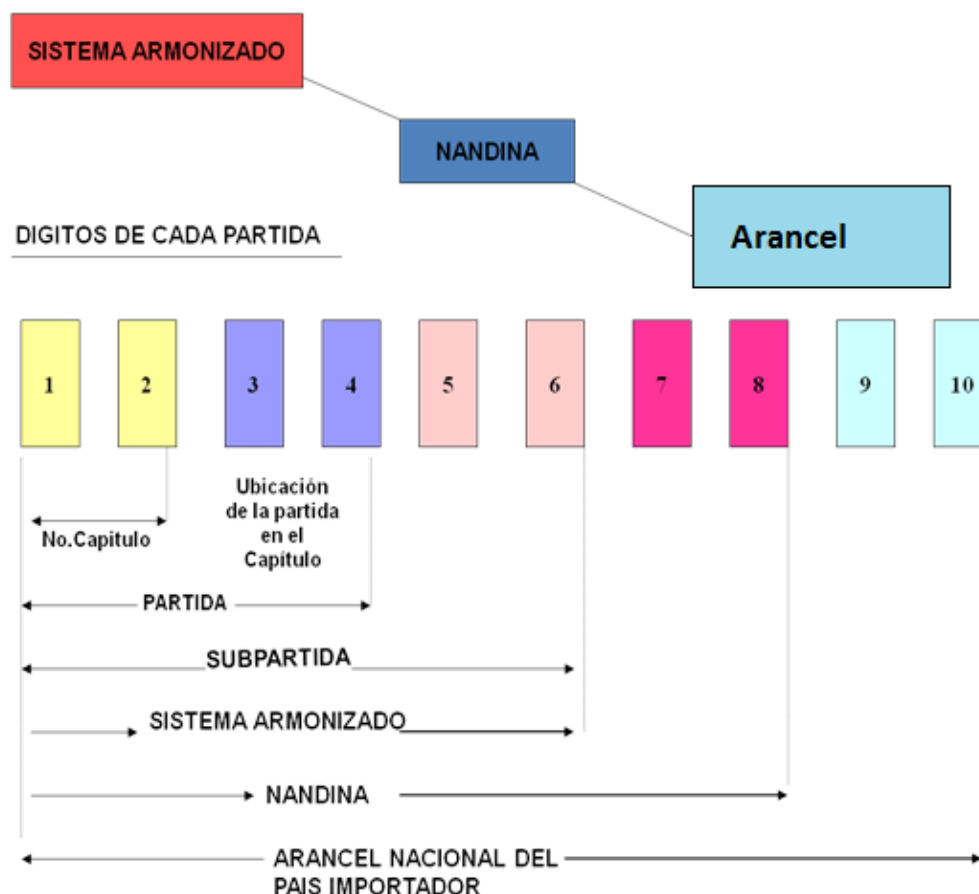 SISTEMA ARMONIZADO
NANDINA
Arancel
DIGITOS DE CADA PARTIDA
1 2 3 4 5 6 7 8 9 10
No.Capitulo
Ubicación
de la partida
en el
Capítulo
PARTIDA
SUBPARTIDA
SISTEMA ARMONIZADO
NANDINA
ARANCEL NACIONAL DEL
PAIS IMPORTADOR